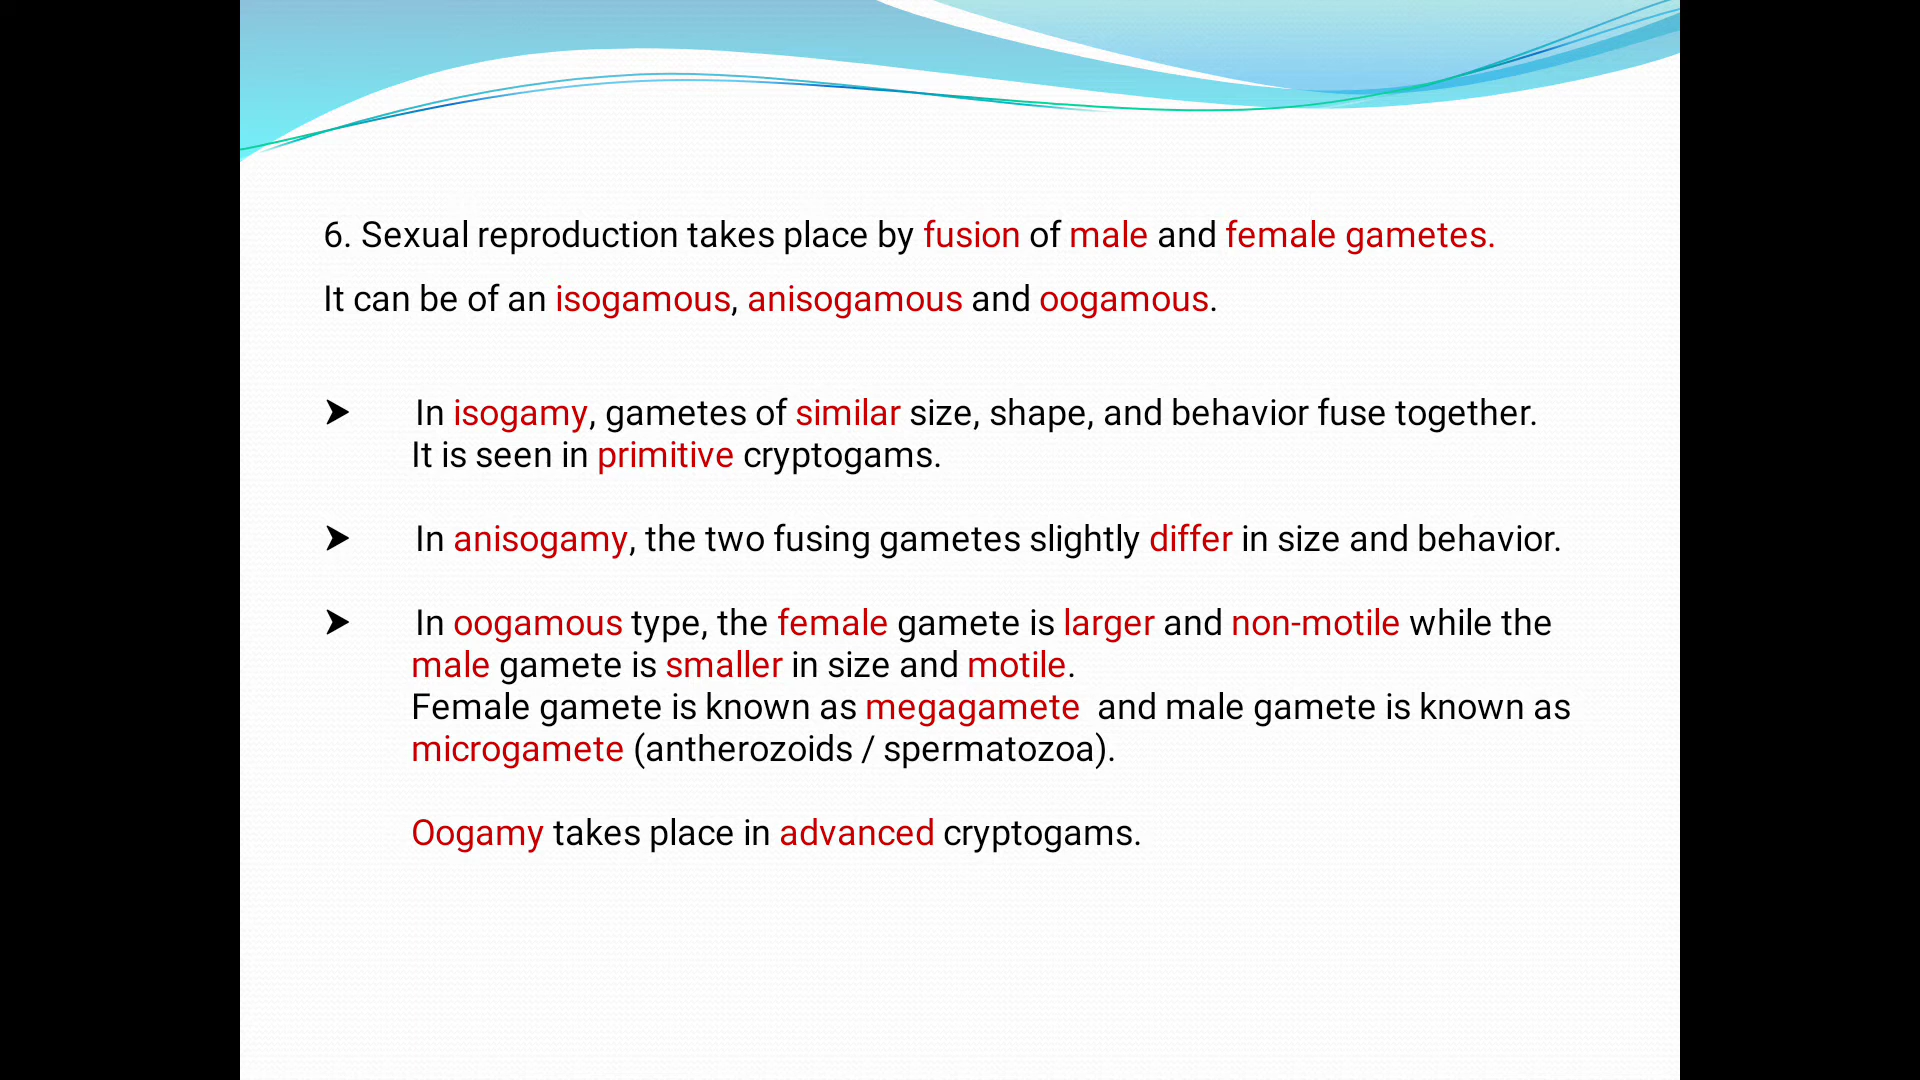 6. Sexual reproduction takes place by fusion of male and female gametes.
It can be of an isogamous, anisogamous and oogamous.
➤ In isogamy, gametes of similar size, shape, and behavior fuse together.
It is seen in primitive cryptogams.
➤ In anisogamy, the two fusing gametes slightly differ in size and behavior.
➤ In oogamous type, the female gamete is larger and non-motile while the
male gamete is smaller in size and motile.
Female gamete is known as megagamete and male gamete is known as
microgamete (antherozoids / spermatozoa).
Oogamy takes place in advanced cryptogams.